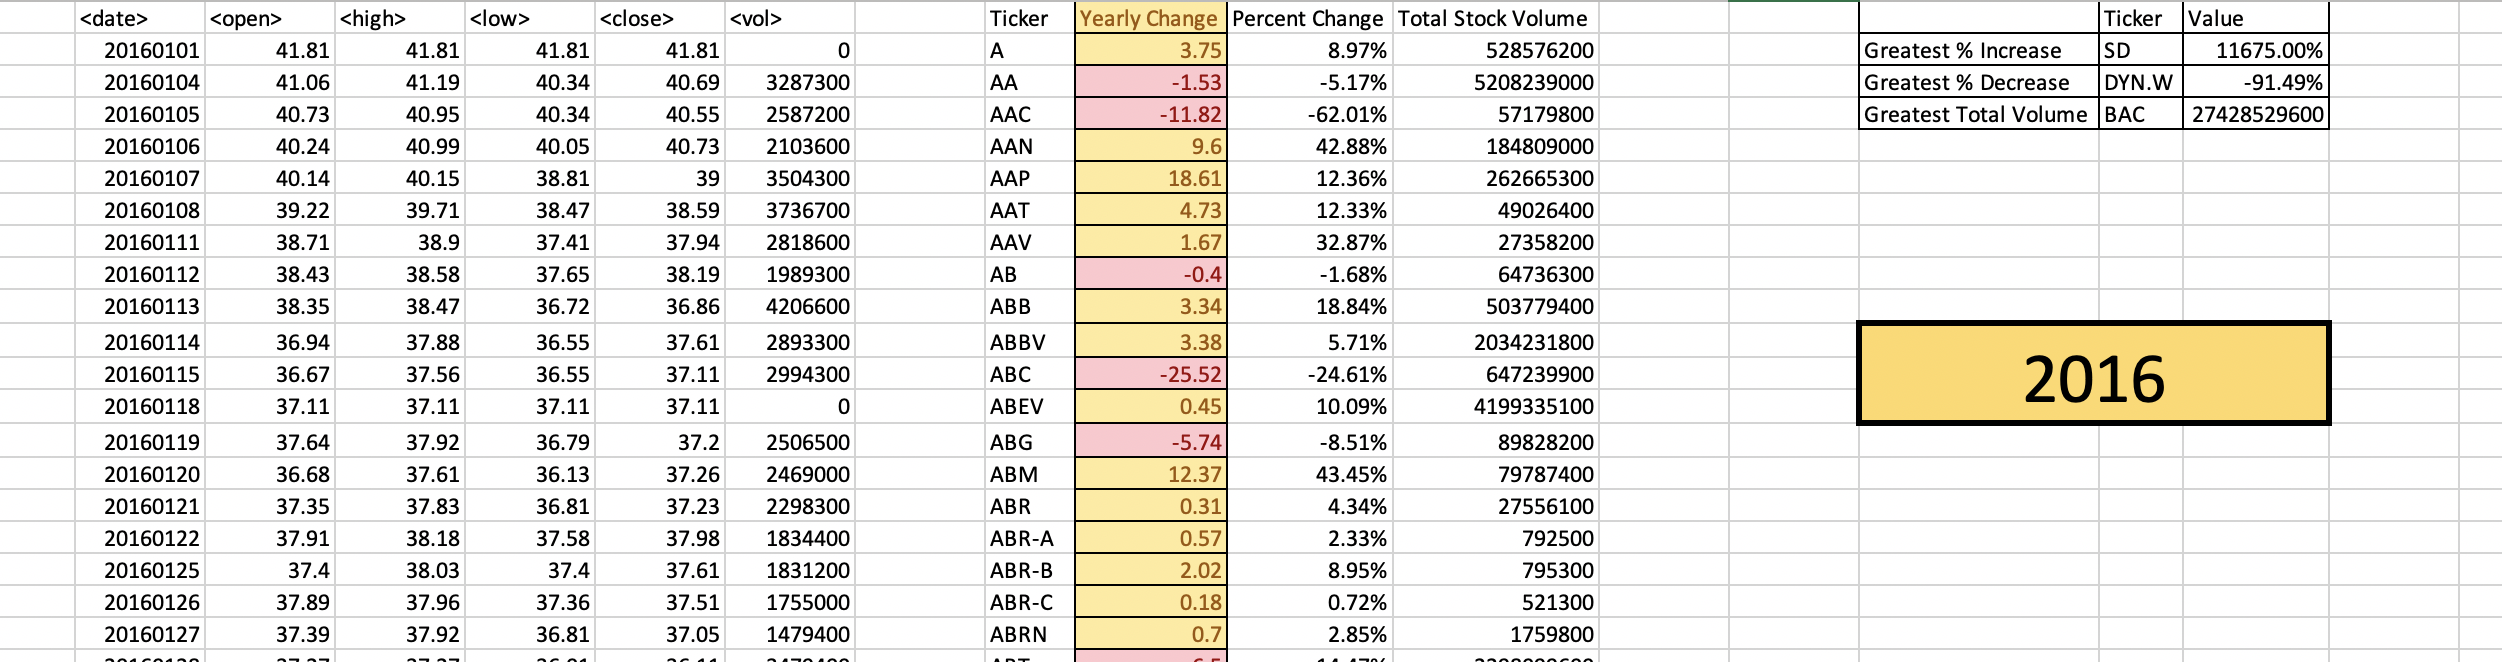 <date> <open> <high> <low> <close> <vol> Ticker Yearly Change Percent Change Total Stock Volume Ticker Value
20160101 41.81 41.81 41.81 41.81 0 A 3.75 8.97% 528576200 Greatest % Increase SD 11675.00%
20160104 41.06 41.19 40.34 40.69 3287300 AA -1.53 -5.17% 5208239000 Greatest % Decrease DYN.W -91.49%
20160105 40.73 40.95 40.34 40.55 2587200 AAC -11.82 -62.01% 57179800 Greatest Total Volume BAC 27428529600
20160106 40.24 40.99 40.05 40.73 2103600 AAN 9.6 42.88% 184809000
20160107 40.14 40.15 38.81 39 3504300 AAP 18.61 12.36% 262665300
20160108 39.22 39.71 38.47 38.59 3736700 AAT 4.73 12.33% 49026400
20160111 38.71 38.9 37.41 37.94 2818600 AAV 1.67 32.87% 27358200
20160112 38.43 38.58 37.65 38.19 1989300 AB -0.4 -1.68% 64736300
20160113 38.35 38.47 36.72 36.86 4206600 ABB 3.34 18.84% 503779400
20160114 36.94 37.88 36.55 37.61 2893300 ABBV 3.38 5.71% 2034231800
20160115 36.67 37.56 36.55 37.11 2994300 ABC -25.52 -24.61% 647239900
2016
20160118 37.11 37.11 37.11 37.11 0 ABEV 0.45 10.09% 4199335100
20160119 37.64 37.92 36.79 37.2 2506500 ABG -5.74 -8.51% 89828200
20160120 36.68 37.61 36.13 37.26 2469000 ABM 12.37 43.45% 79787400
20160121 37.35 37.83 36.81 37.23 2298300 ABR 0.31 4.34% 27556100
20160122 37.91 38.18 37.58 37.98 1834400 ABR-A 0.57 2.33% 792500
20160125 37.4 38.03 37.4 37.61 1831200 ABR-B 2.02 8.95% 795300
20160126 37.89 37.96 37.36 37.51 1755000 ABR-C 0.18 0.72% 521300
20160127 37.39 37.92 36.81 37.05 1479400 ABRN 0.7 2.85% 1759800